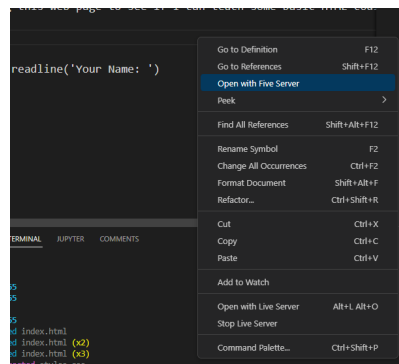 this web page to see if I can teach some basic HTML
readline('Your Name: ')
Go to Definition F12
Go to References Shift+F12
Open with Five Server
Peek >
Find All References Shift+Alt+F12
Rename Symbol F2
Change All Occurrences Ctrl+F2
Format Document Shift+Alt+F
Refactor... Ctrl+Shift+R
Cut Ctrl+X
Copy Ctrl+C
Paste Ctrl+V
Add to Watch
Open with Live Server Alt+L Alt+O
Stop Live Server
Command Palette... Ctrl+Shift+P
TERMINAL JUPYTER COMMENTS
index.html
index.html (x2)
index.html (x3)